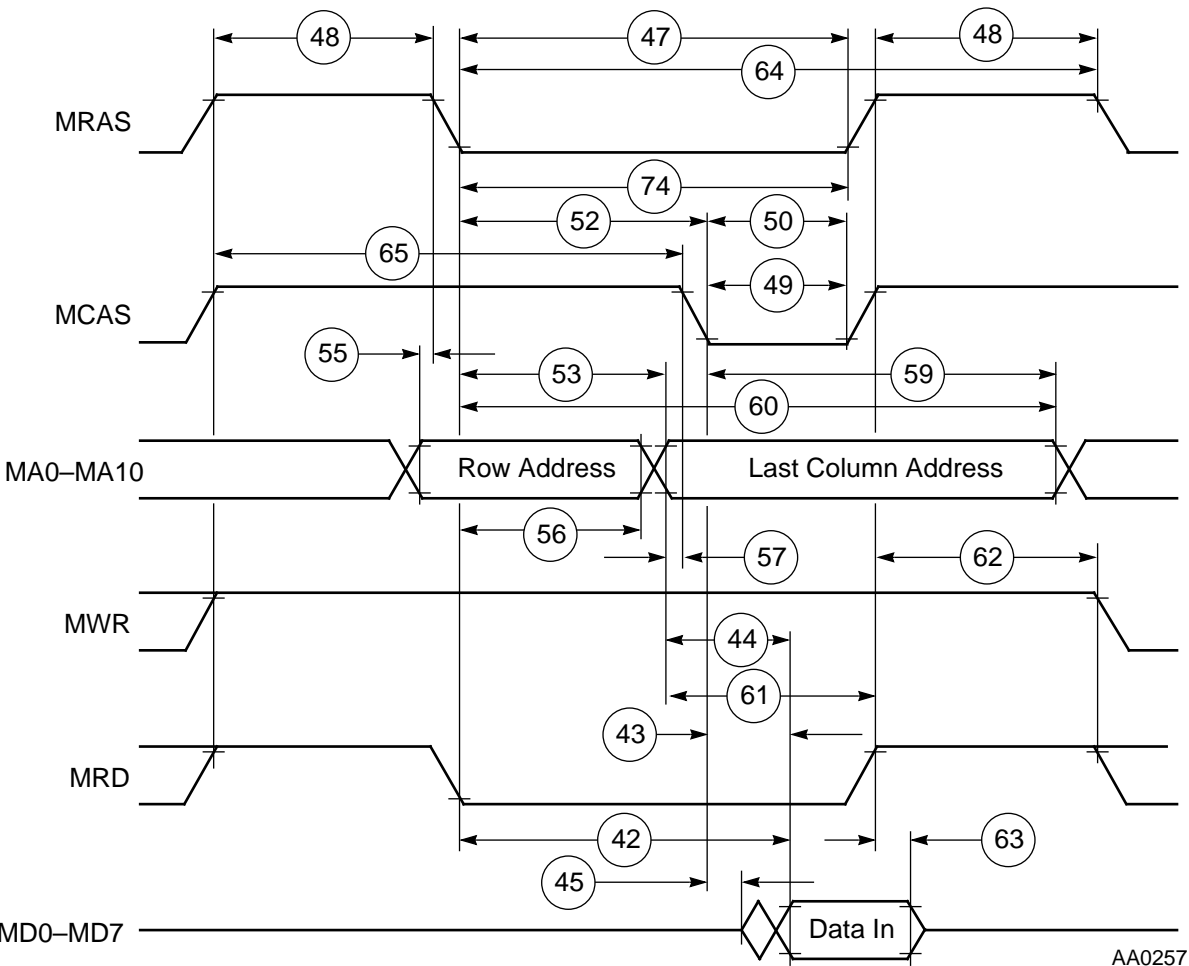 48
47
48
64
MRAS
74
52
50
65
49
MCAS
55
53
59
60
MA0–MA10
Row Address
Last Column Address
56
57
62
MWR
44
61
43
MRD
42
63
45
MD0–MD7
Data In
AA0257